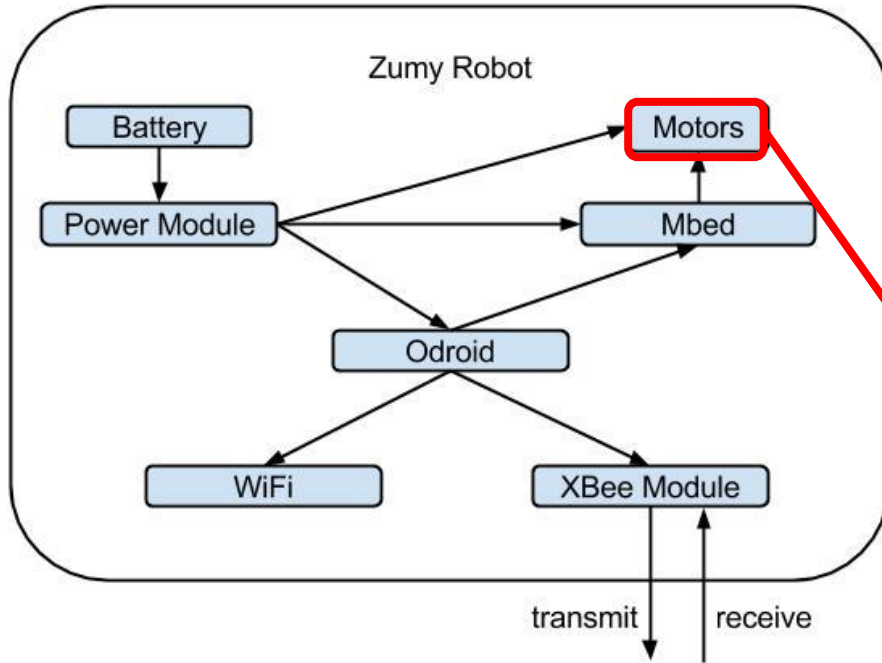 Zumy Robot
Battery
Motors
Power Module
Mbed
Odroid
WiFi
XBee Module
transmit
receive